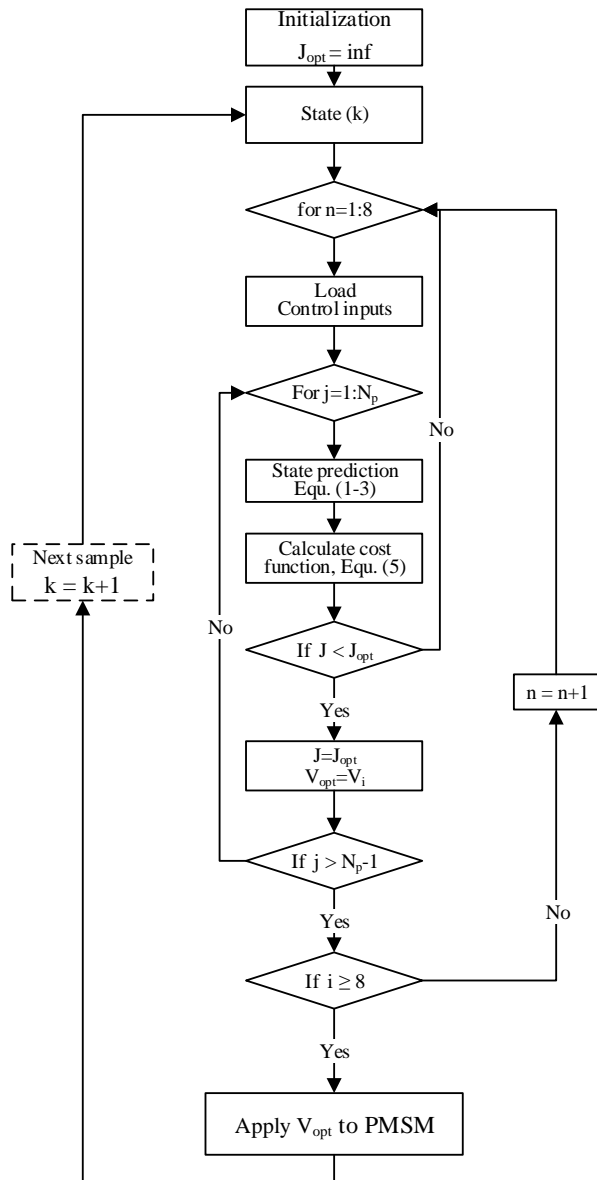 Initialization
J_opt = inf
State (k)
for n=1:8
Load
Control inputs
For j=1:N_p
No
State prediction
Equ. (1-3)
Calculate cost
function, Equ. (5)
Next sample
k = k+1
No
If J < J_opt
n = n+1
Yes
J=J_opt
V_opt=V_i
If j > N_p-1
No
Yes
If i ≥ 8
Yes
Apply V_opt to PMSM